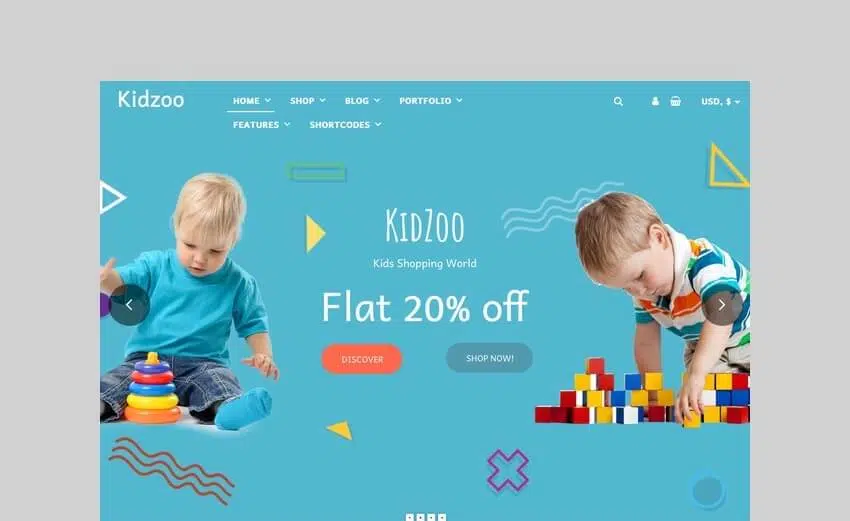 Kidzoo
HOME SHOP BLOG PORTFOLIO
USD, $
FEATURES SHORTCODES
KIDZOO
Kids Shopping World
Flat 20% off
DISCOVER
SHOP NOW!